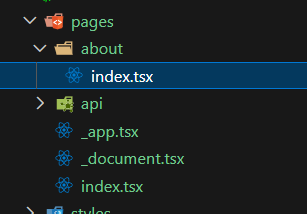 pages
about
index.tsx
api
_app.tsx
_document.tsx
index.tsx
styles